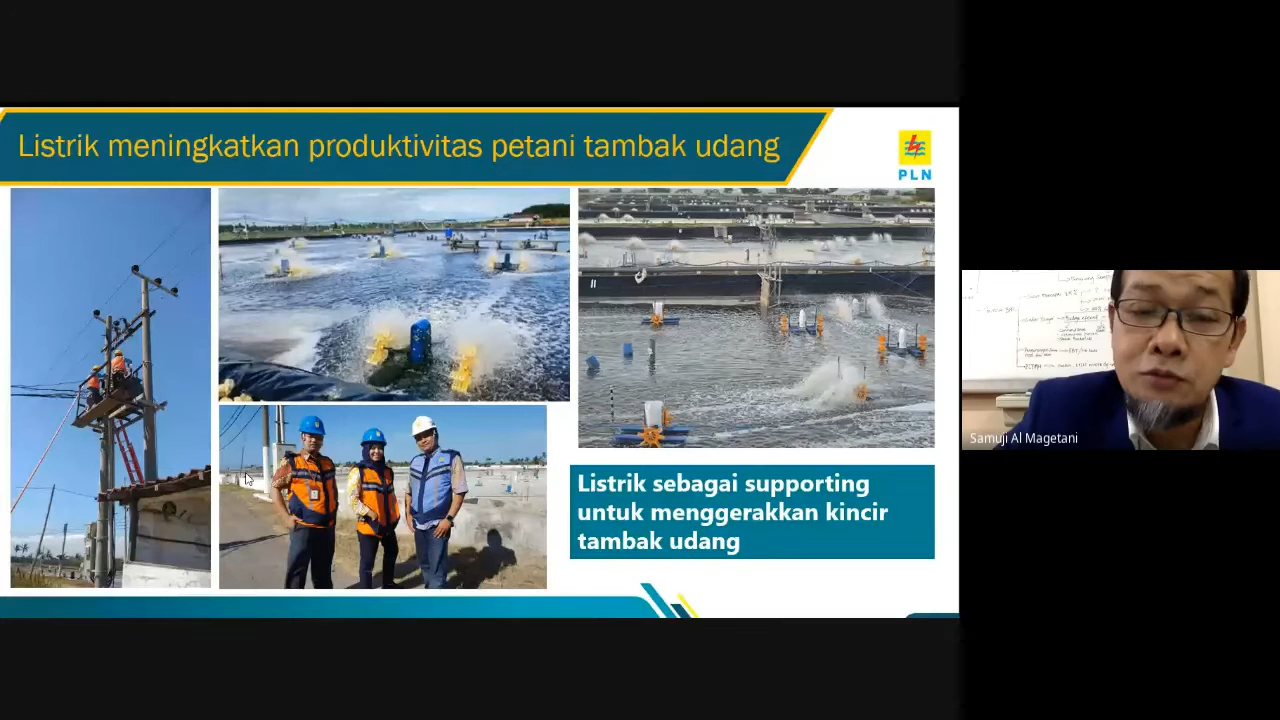 Listrik meningkatkan produktivitas petani tambak udang
PLN
Listrik sebagai supporting
untuk menggerakkan kincir
tambak udang
Samuji Al Magetani